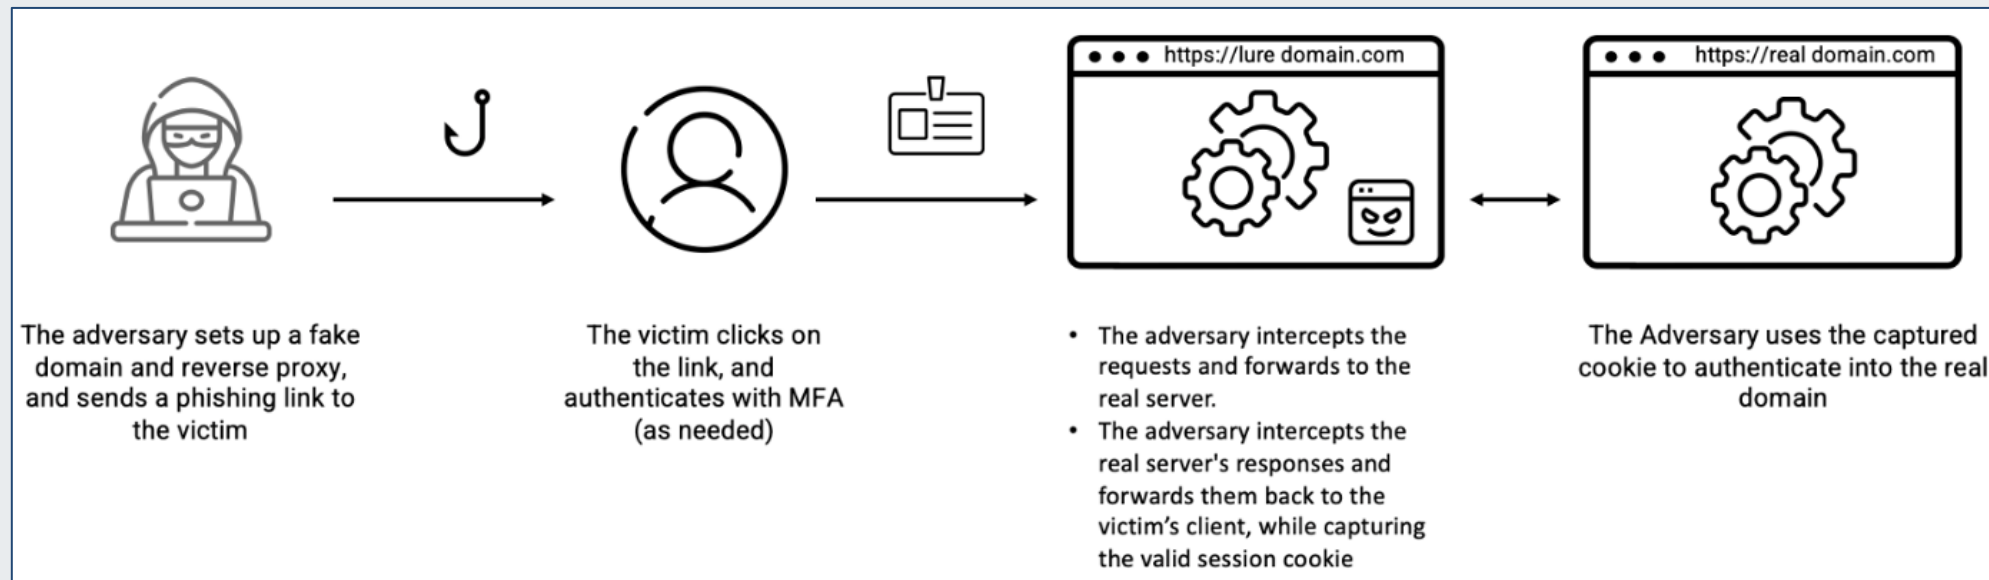 https://lure domain.com
https://real domain.com
The adversary sets up a fake
domain and reverse proxy,
and sends a phishing link to
the victim
The victim clicks on
the link, and
authenticates with MFA
(as needed)
• The adversary intercepts the
requests and forwards to the
real server.
• The adversary intercepts the
real server's responses and
forwards them back to the
victim’s client, while capturing
the valid session cookie
The Adversary uses the captured
cookie to authenticate into the real
domain